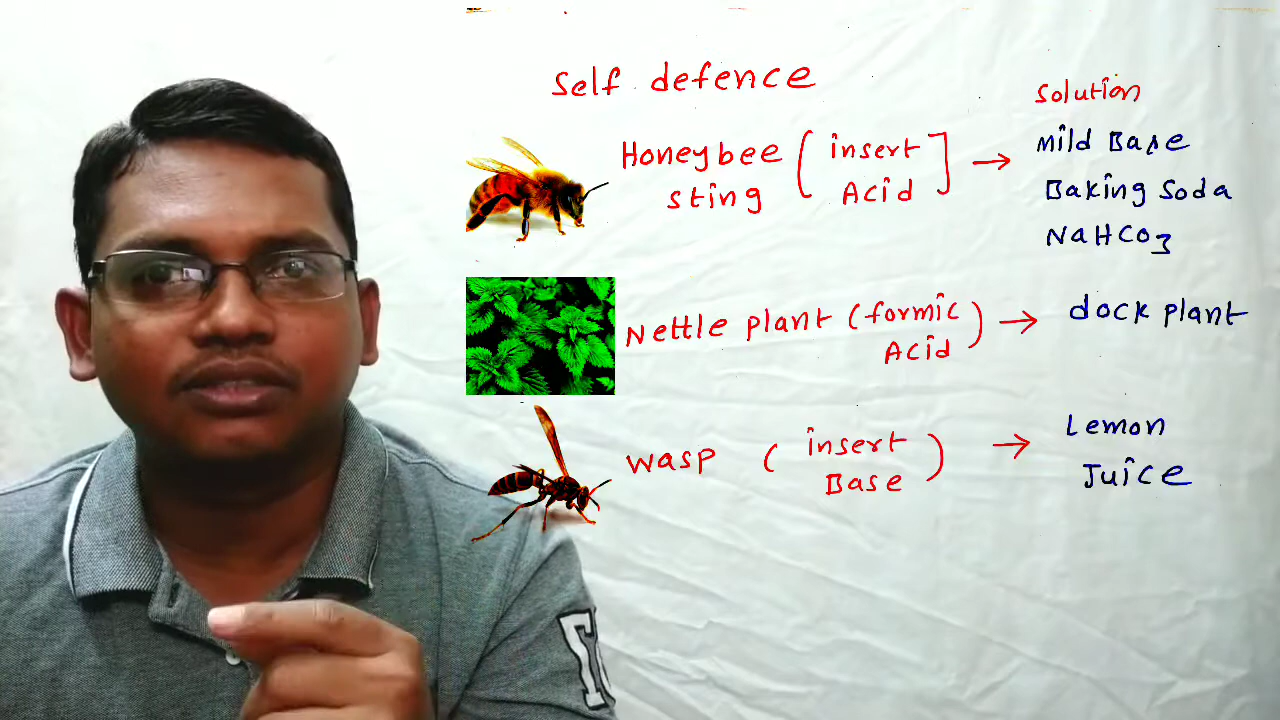 Self defence
Solution
Honeybee [insert → Mild Base
sting Acid] Baking Soda
NaHCO3
Nettle plant (formic → dock plant
Acid)
wasp (insert → Lemon
Base) Juice